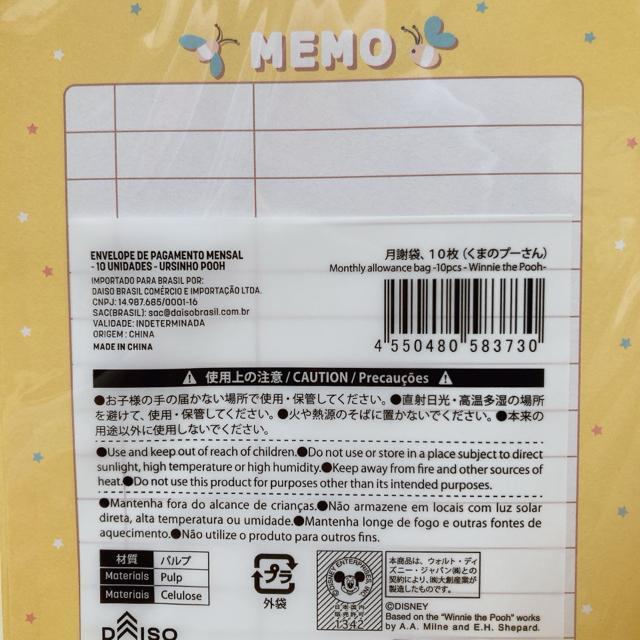 MEMO
ENVELOPE DE PAGAMENTO MENSAL
- 10 UNIDADES - URSINHO POOH
IMPORTADO PARA BRASIL POR:
DAISO BRASIL COMÉRCIO E IMPORTAÇÃO LTDA.
CNPJ: 14.987.685/0001-16
SAC(BRASIL): sac@daisobrasil.com.br
VALIDADE: INDETERMINADA
ORIGEM : CHINA
MADE IN CHINA
月謝袋、10枚（くまのプーさん）
Monthly allowance bag -10pcs - Winnie the Pooh-
4 550480 583730
使用上の注意 / CAUTION / Precauções
●お子様の手の届かない場所で使用・保管してください。●直射日光・高温多湿の場所
を避けて、使用・保管してください。●火や熱源のそばに置かないでください。●本来の
用途以外に使用しないでください。
●Use and keep out of reach of children.●Do not use or store in a place subject to direct
sunlight, high temperature or high humidity.●Keep away from fire and other sources of
heat.●Do not use this product for purposes other than its intended purposes.
●Mantenha fora do alcance de crianças.●Não armazene em locais com luz solar
direta, alta temperatura ou umidade.●Mantenha longe de fogo e outras fontes de
aquecimento.●Não utilize o produto para outros fins.
材質 パルプ
Materials Pulp
Materials Celulose
プラ
外袋
©DISNEY ENTERPRISES, INC.
日本国内
販売許可
1342
本商品は、ウォルト・ディ
ズニー・ジャパン㈱との
契約により、㈱大創産業が
製造したものです。
©DISNEY
Based on the "Winnie the Pooh" works
by A.A. Milne and E.H. Shepard.
DAISO